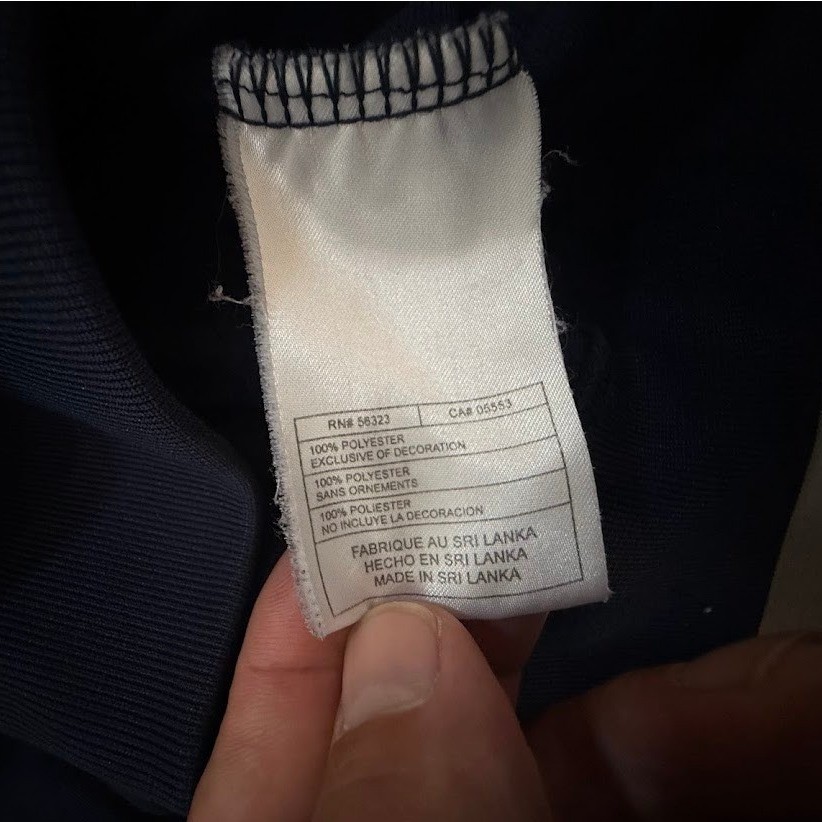 RN# 56323 CA# 05553
100% POLYESTER
EXCLUSIVE OF DECORATION
100% POLYESTER
SANS ORNEMENTS
100% POLIESTER
NO INCLUYE LA DECORACION
FABRIQUE AU SRI LANKA
HECHO EN SRI LANKA
MADE IN SRI LANKA